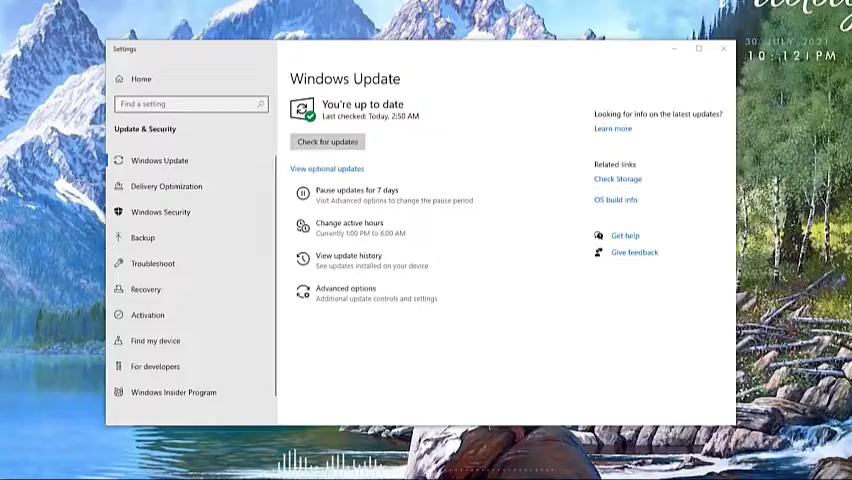 30 JULY, 2021
10:12 | PM
Settings
Home
Find a setting
Update & Security
Windows Update
Delivery Optimization
Windows Security
Backup
Troubleshoot
Recovery
Activation
Find my device
For developers
Windows Insider Program
Windows Update
You're up to date
Last checked: Today, 2:50 AM
Check for updates
View optional updates
Pause updates for 7 days
Visit Advanced options to change the pause period
Change active hours
Currently 1:00 PM to 6:00 AM
View update history
See updates installed on your device
Advanced options
Additional update controls and settings
Looking for info on the latest updates?
Learn more
Related links
Check Storage
OS build info
Get help
Give feedback